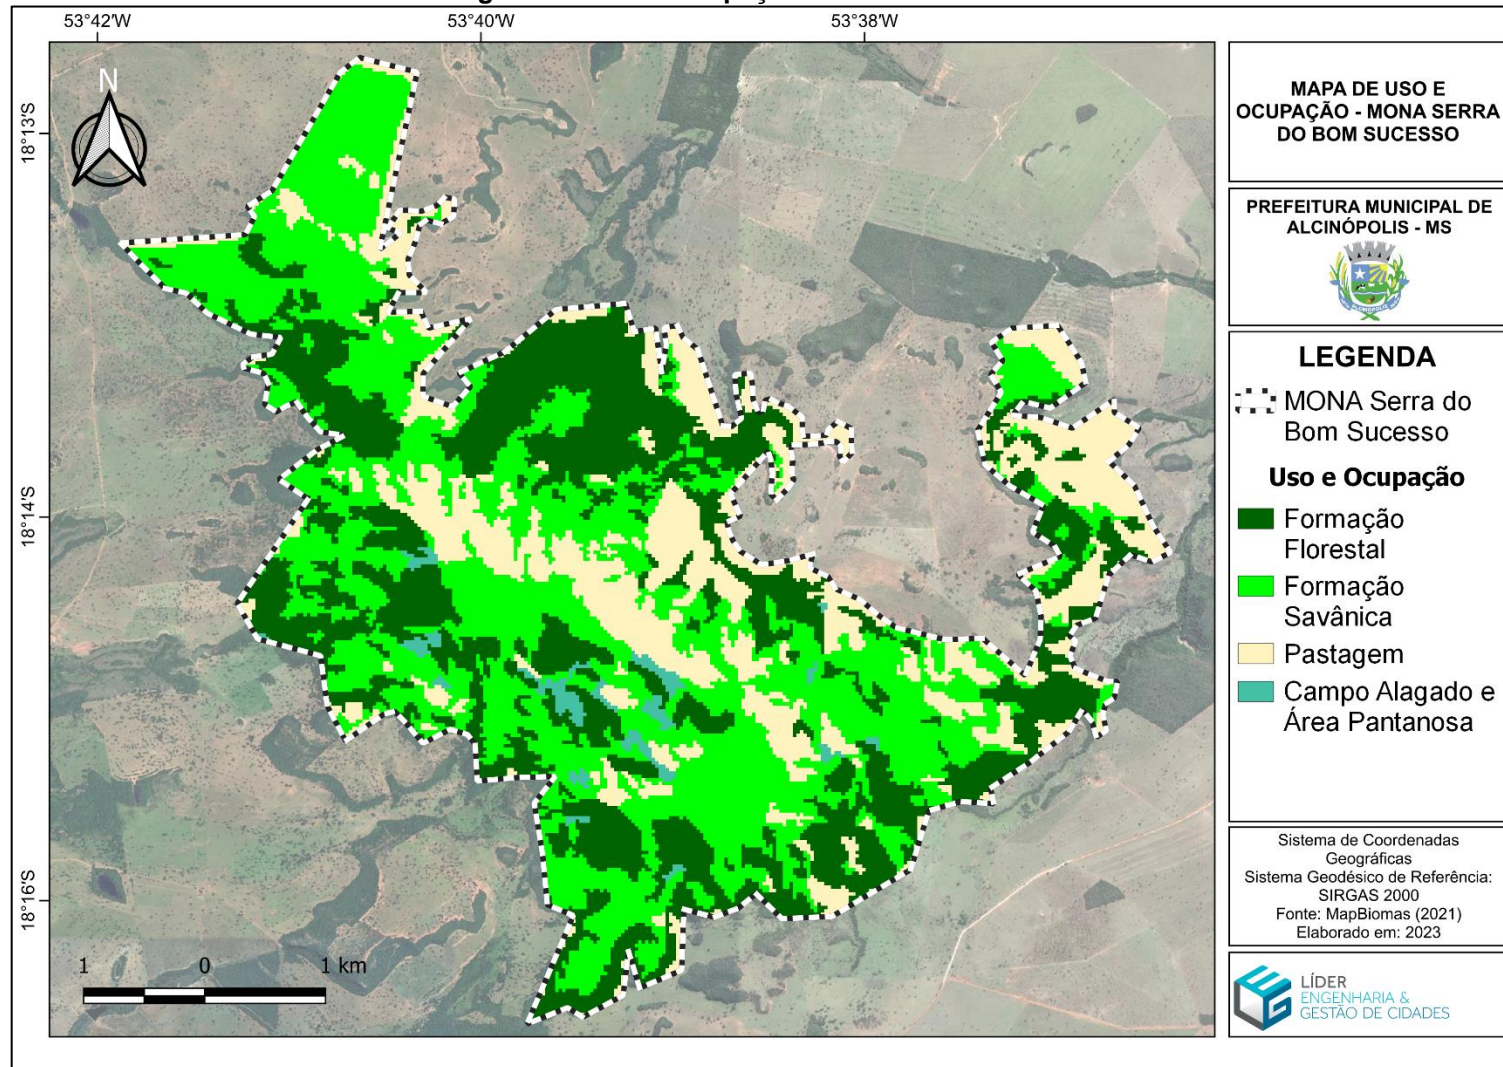 53°42'W 53°40'W 53°38'W
18°13'S
18°14'S
18°16'S
N
1 0 1 km
MAPA DE USO E
OCUPAÇÃO - MONA SERRA
DO BOM SUCESSO
PREFEITURA MUNICIPAL DE
ALCINÓPOLIS - MS
LEGENDA
MONA Serra do
Bom Sucesso
Uso e Ocupação
Formação
Florestal
Formação
Savânica
Pastagem
Campo Alagado e
Área Pantanosa
Sistema de Coordenadas
Geográficas
Sistema Geodésico de Referência:
SIRGAS 2000
Fonte: MapBiomas (2021)
Elaborado em: 2023
LÍDER
ENGENHARIA &
GESTÃO DE CIDADES